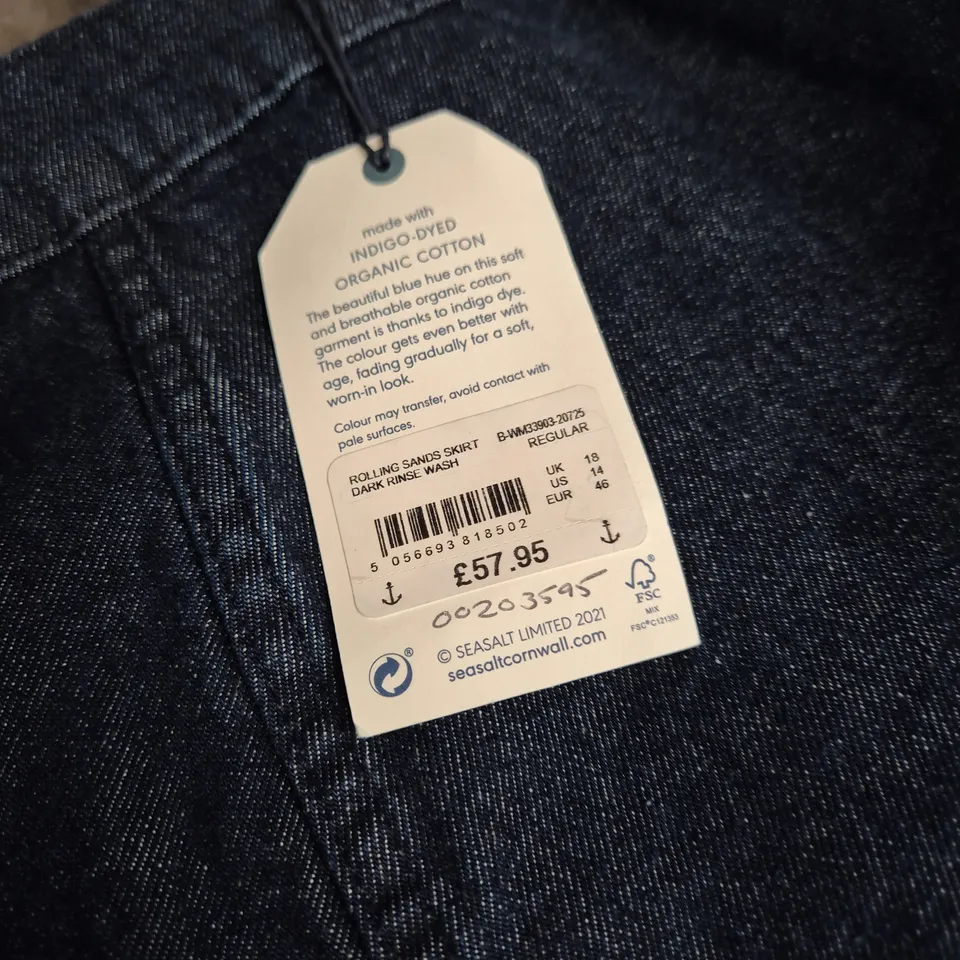 made with
INDIGO-DYED
ORGANIC COTTON
The beautiful blue hue on this soft
and breathable organic cotton
garment is thanks to indigo dye.
The colour gets even better with
age, fading gradually for a soft,
worn-in look.
Colour may transfer, avoid contact with
pale surfaces.
ROLLING SANDS SKIRT B-WM33903-20725
DARK RINSE WASH REGULAR
UK 18
US 14
EUR 46
5 056693 818502
£57.95
00203595
© SEASALT LIMITED 2021
seasaltcornwall.com
®
®
FSC
MIX
FSC® C121353